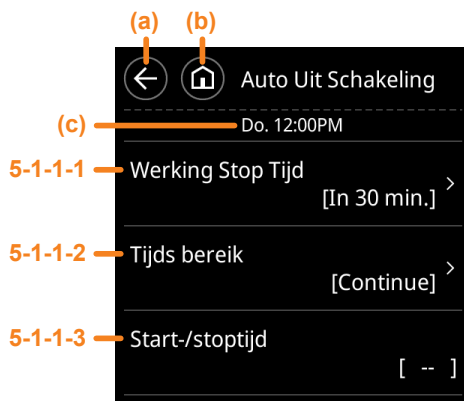 (a) (b)
Auto Uit Schakeling
(c) Do. 12:00PM
5-1-1-1 Werking Stop Tijd
[In 30 min.] >
5-1-1-2 Tijds bereik
[Continue] >
5-1-1-3 Start-/stoptijd
[ -- ]